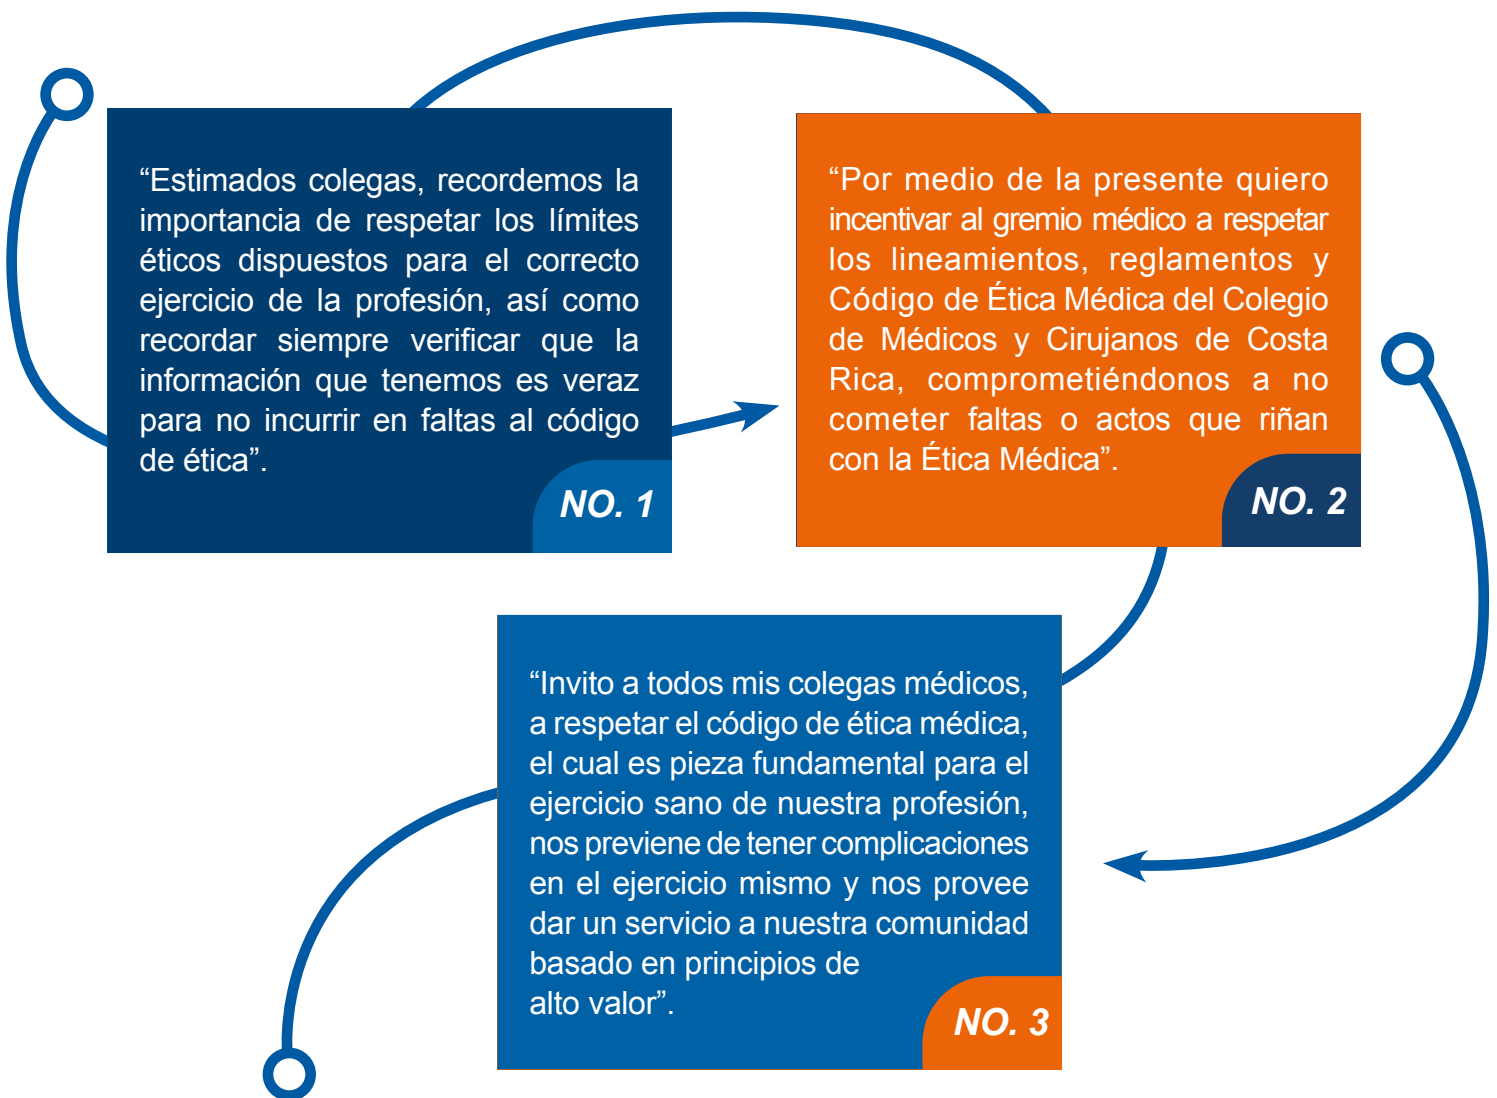 “Estimados colegas, recordemos la
importancia de respetar los límites
éticos dispuestos para el correcto
ejercicio de la profesión, así como
recordar siempre verificar que la
información que tenemos es veraz
para no incurrir en faltas al código
de ética”.
NO. 1
“Por medio de la presente quiero
incentivar al gremio médico a respetar
los lineamientos, reglamentos y
Código de Ética Médica del Colegio
de Médicos y Cirujanos de Costa
Rica, comprometiéndonos a no
cometer faltas o actos que riñan
con la Ética Médica”.
NO. 2
“Invito a todos mis colegas médicos,
a respetar el código de ética médica,
el cual es pieza fundamental para el
ejercicio sano de nuestra profesión,
nos previene de tener complicaciones
en el ejercicio mismo y nos provee
dar un servicio a nuestra comunidad
basado en principios de
alto valor”.
NO. 3